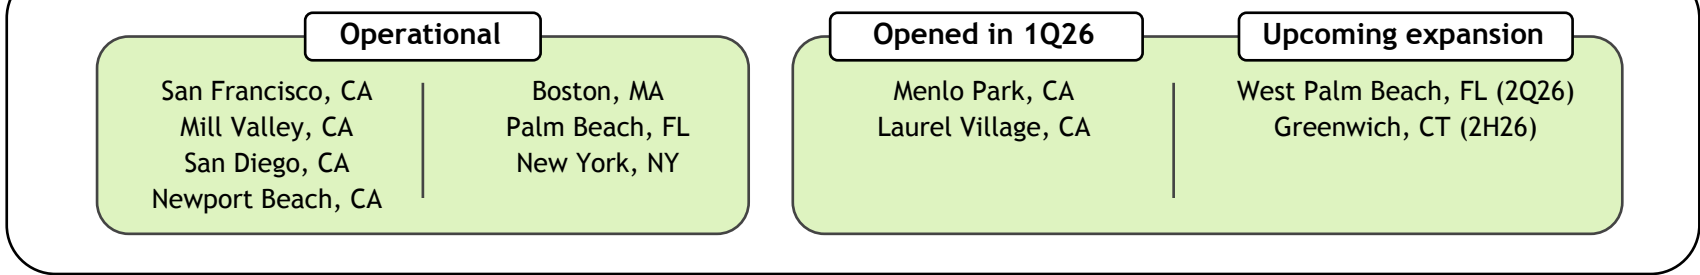 Operational
San Francisco, CA
Mill Valley, CA
San Diego, CA
Newport Beach, CA
Boston, MA
Palm Beach, FL
New York, NY
Opened in 1Q26
Menlo Park, CA
Laurel Village, CA
Upcoming expansion
West Palm Beach, FL (2Q26)
Greenwich, CT (2H26)